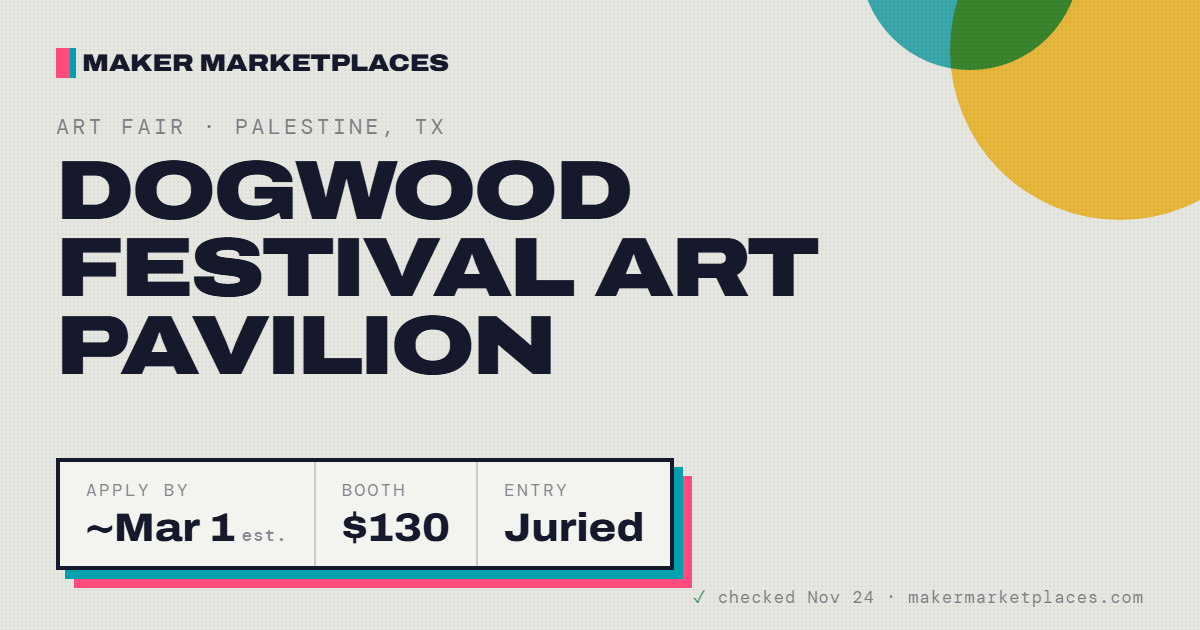 MAKER MARKETPLACES
ART FAIR · PALESTINE, TX
DOGWOOD
FESTIVAL ART
PAVILION
APPLY BY
~Mar 1 est.
BOOTH
$130
ENTRY
Juried
✓ checked Nov 24 · makermarketplaces.com